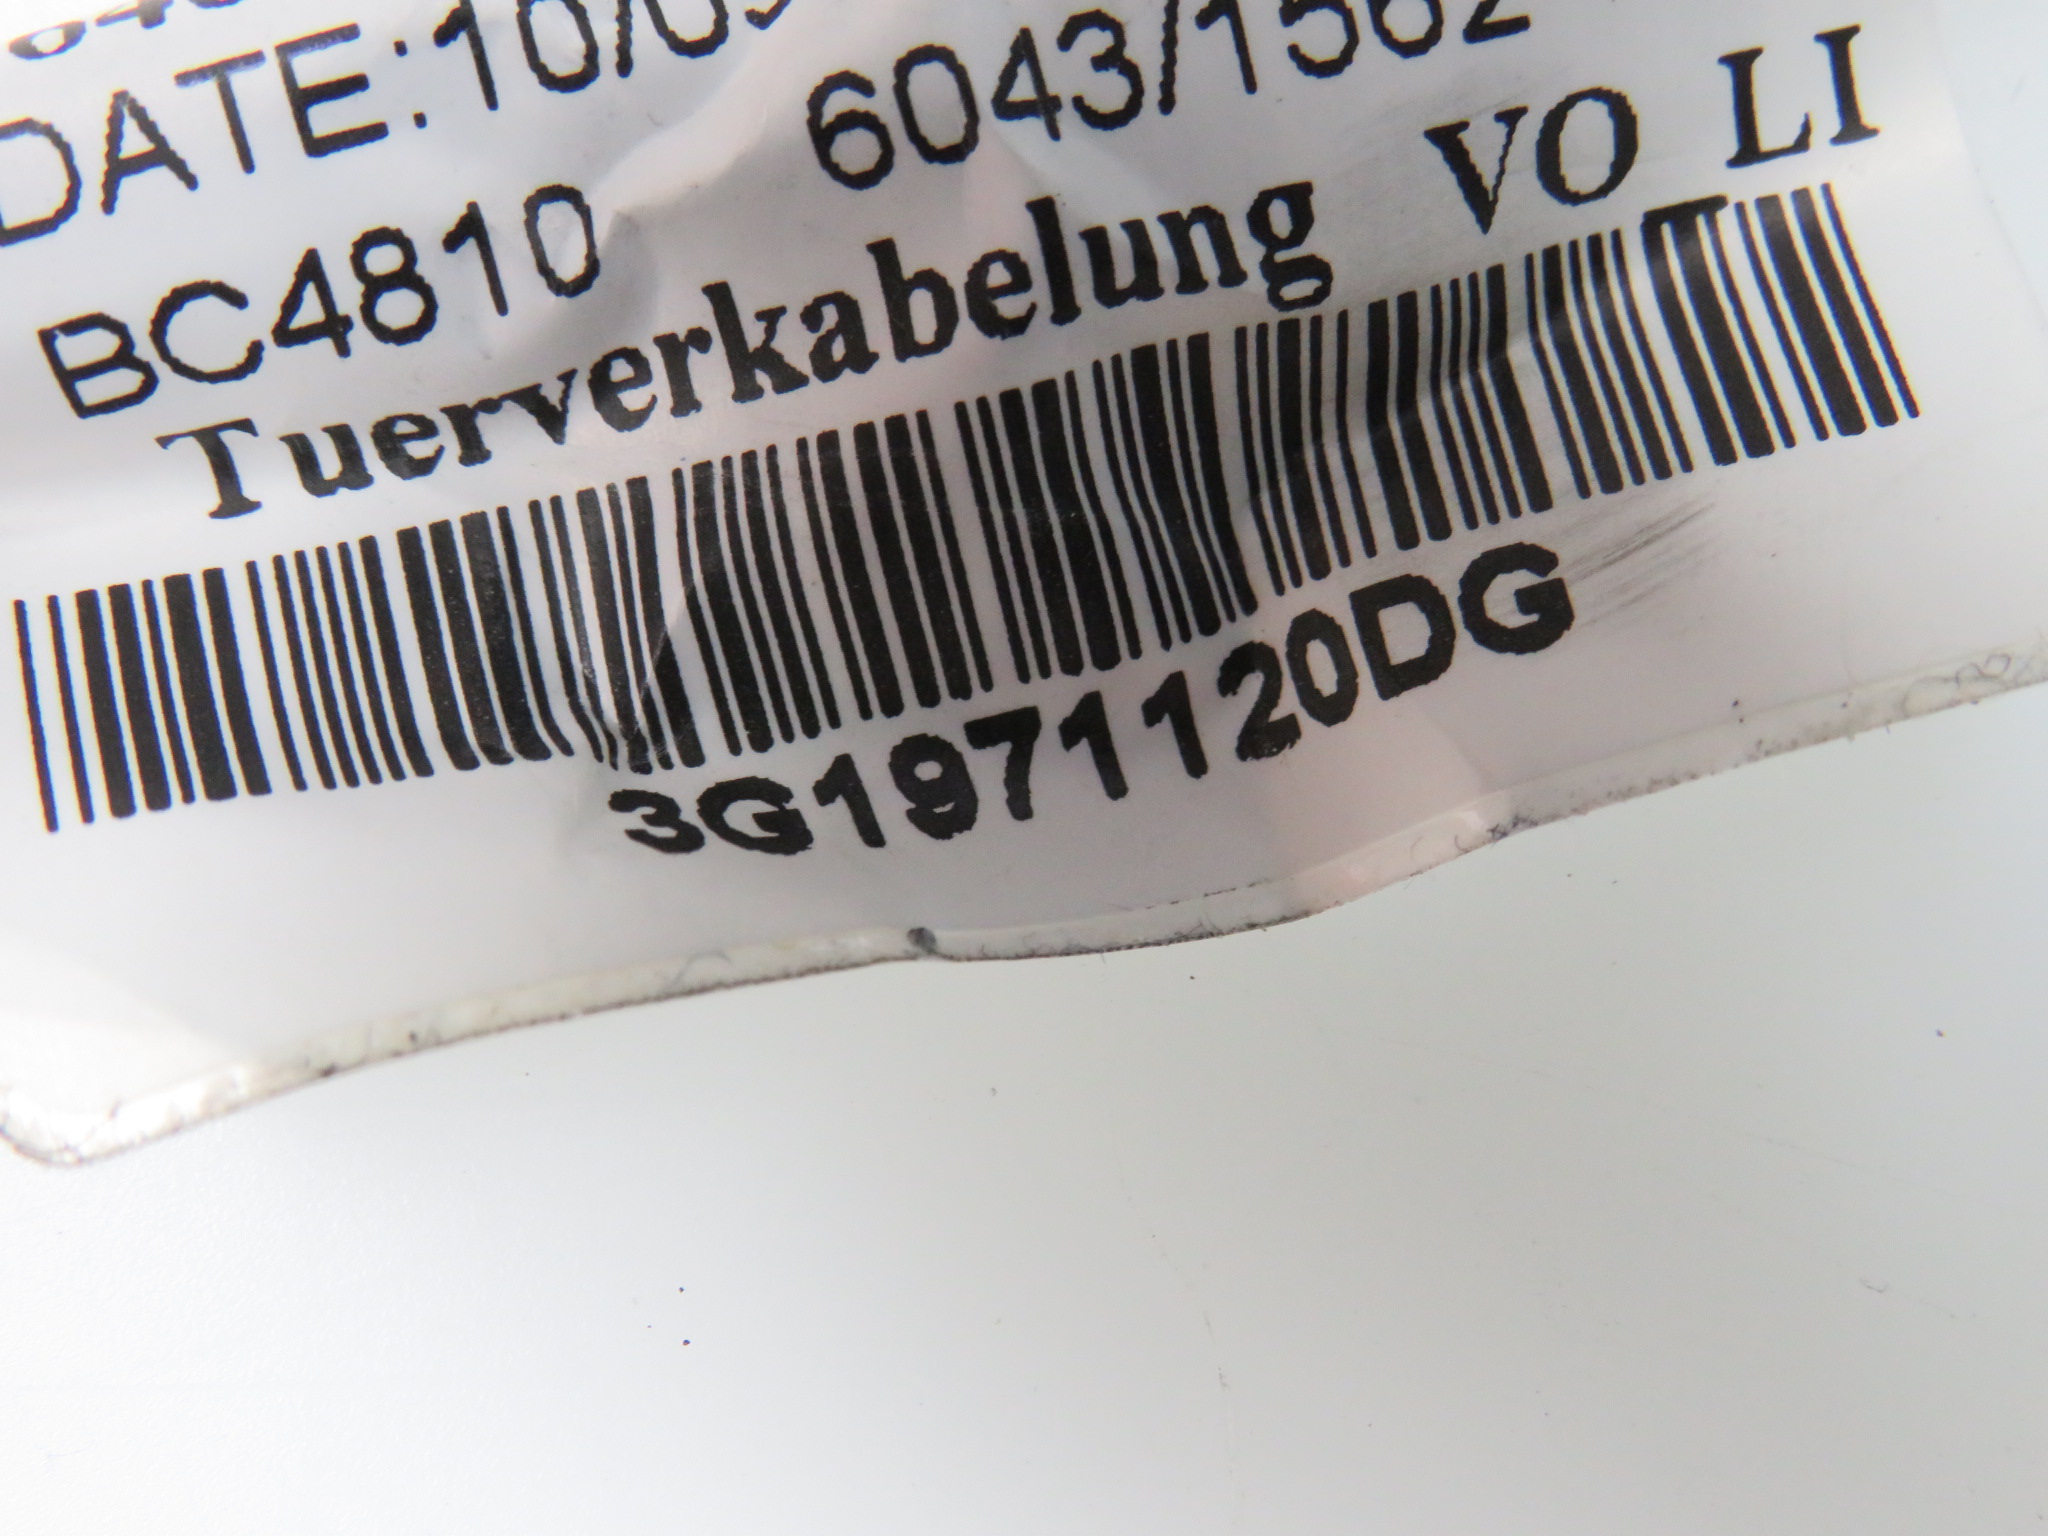 DATE:10/0
6043/1562
BC4810
Tuerverkabelung VO LI
3G1971120DG